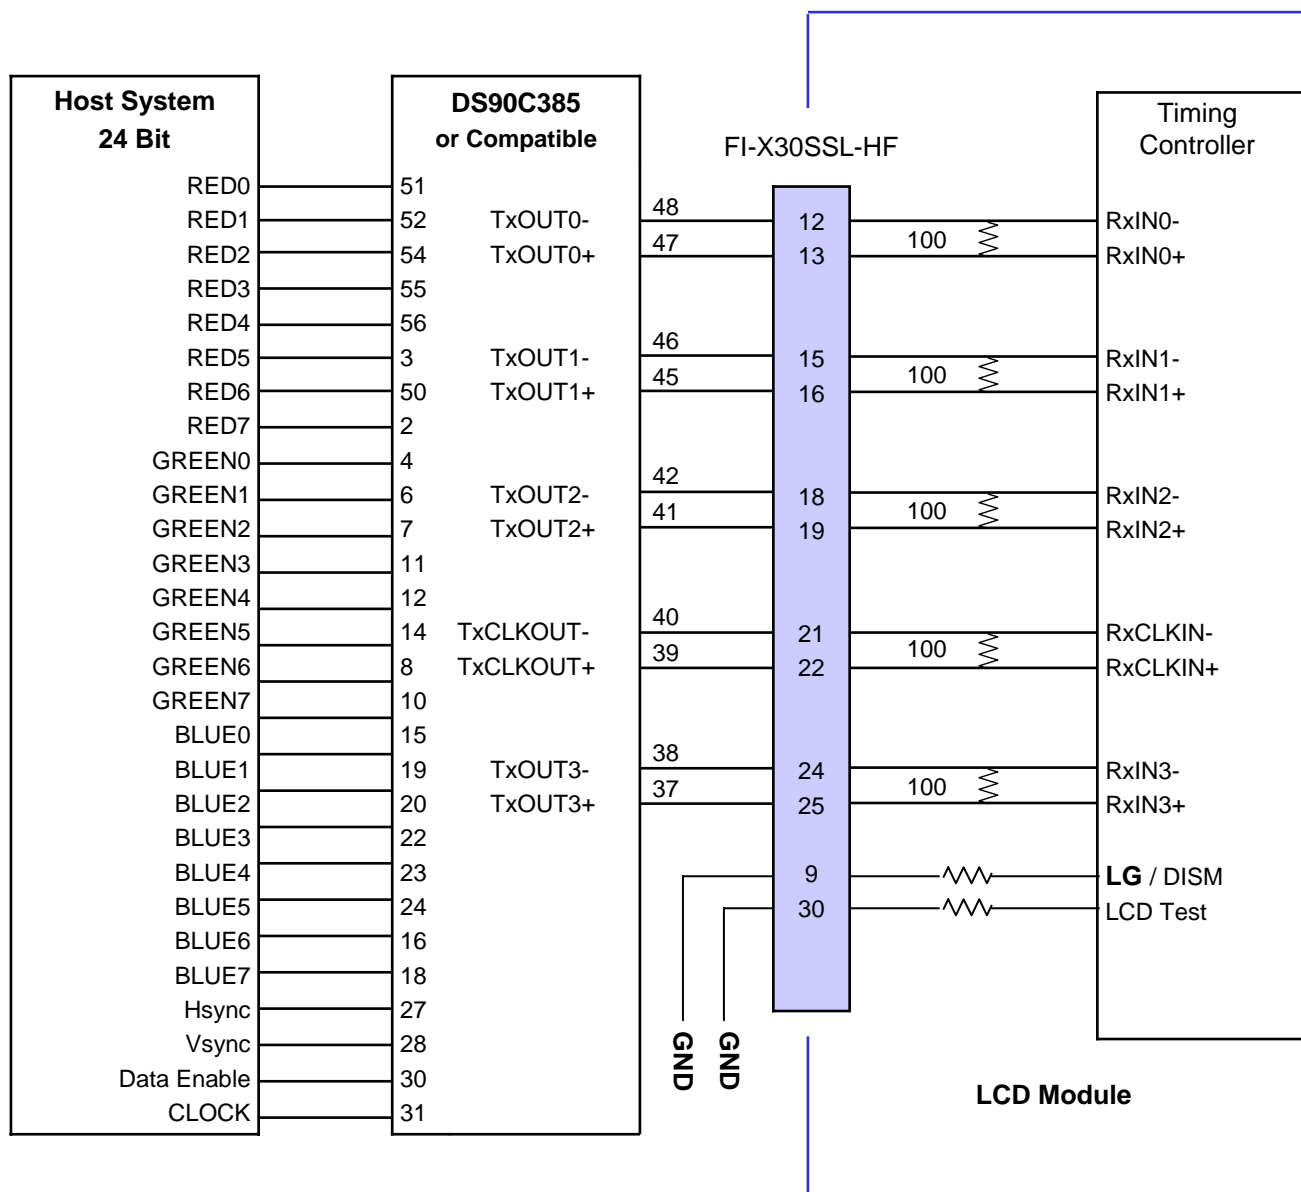 Host System
24 Bit
DS90C385
or Compatible
FI-X30SSL-HF
Timing
Controller
RED0 51
RED1 52 TxOUT0- 48 12 RxIN0-
100
RED2 54 TxOUT0+ 47 13 RxIN0+
RED3 55
RED4 56
RED5 3 TxOUT1- 46 15 RxIN1-
100
RED6 50 TxOUT1+ 45 16 RxIN1+
RED7 2
GREEN0 4
GREEN1 6 TxOUT2- 42 18 RxIN2-
100
GREEN2 7 TxOUT2+ 41 19 RxIN2+
GREEN3 11
GREEN4 12
GREEN5 14 TxCLKOUT- 40 21 RxCLKIN-
100
GREEN6 8 TxCLKOUT+ 39 22 RxCLKIN+
GREEN7 10
BLUE0 15
BLUE1 19 TxOUT3- 38 24 RxIN3-
100
BLUE2 20 TxOUT3+ 37 25 RxIN3+
BLUE3 22
BLUE4 23 9 LG / DISM
BLUE5 24 30 LCD Test
BLUE6 16
BLUE7 18
Hsync 27
Vsync 28
Data Enable 30
CLOCK 31
GND
GND
LCD Module